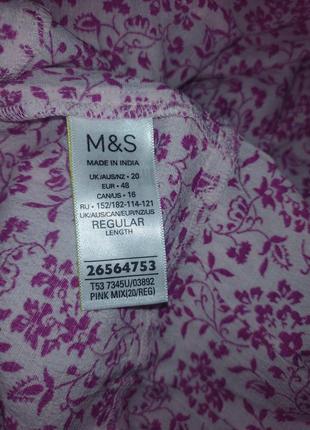 M&S
MADE IN INDIA
UK/AUS/NZ • 20
EUR • 48
CAN/US • 16
RU • 152/182-114-121
UK/AUS/CAN/EUR/NZ/US
REGULAR
LENGTH
26564753
T53 7345U/03892
PINK MIX(20/REG)